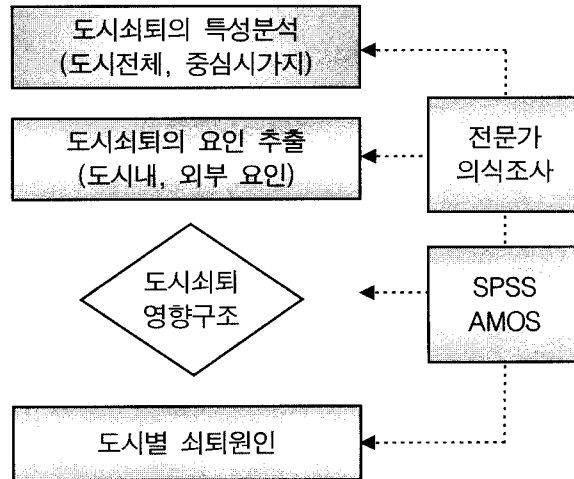 도시쇠퇴의 특성분석
(도시전체, 중심시가지)
도시쇠퇴의 요인 추출
(도시내, 외부 요인)
전문가
의식조사
도시쇠퇴
영향구조
SPSS
AMOS
도시별 쇠퇴원인